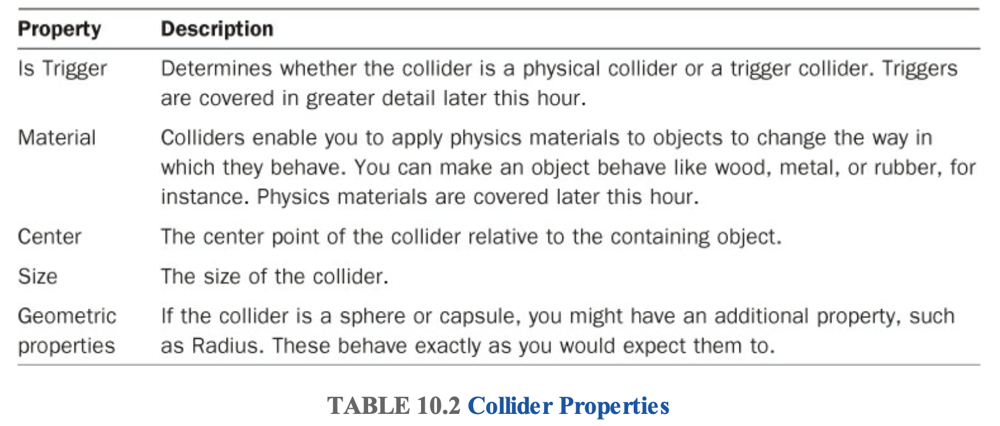 Property Description
Is Trigger Determines whether the collider is a physical collider or a trigger collider. Triggers
are covered in greater detail later this hour.
Material Colliders enable you to apply physics materials to objects to change the way in
which they behave. You can make an object behave like wood, metal, or rubber, for
instance. Physics materials are covered later this hour.
Center The center point of the collider relative to the containing object.
Size The size of the collider.
Geometric If the collider is a sphere or capsule, you might have an additional property, such
properties as Radius. These behave exactly as you would expect them to.
TABLE 10.2 Collider Properties